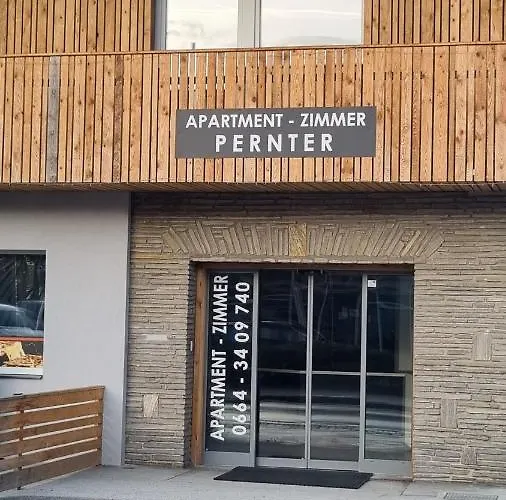 APARTMENT - ZIMMER
PERNTER
APARTMENT - ZIMMER
0664 - 34 09 740